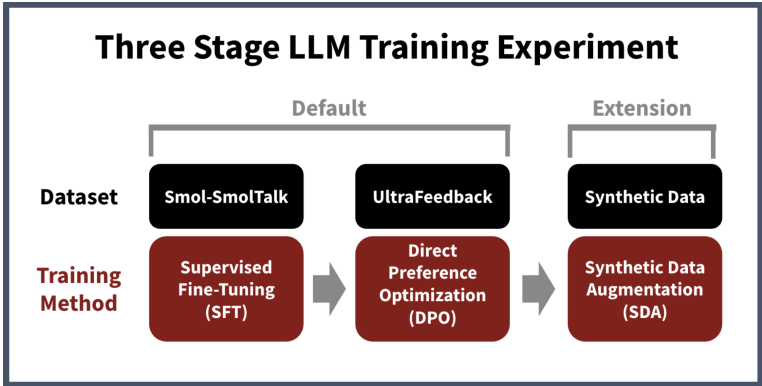 Three Stage LLM Training Experiment
Default
Extension
Dataset
Smol-SmolTalk
UltraFeedback
Synthetic Data
Training
Method
Supervised
Fine-Tuning
(SFT)
Direct
Preference
Optimization
(DPO)
Synthetic Data
Augmentation
(SDA)